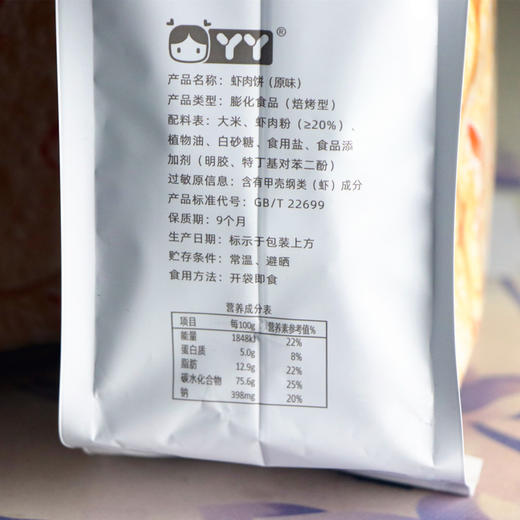 YY®
产品名称：虾肉饼(原味)
产品类型：膨化食品（焙烤型）
配料表：大米、虾肉粉（≥20%）、
植物油、白砂糖、食用盐、食品添
加剂（明胶、特丁基对苯二酚）
过敏原信息：含有甲壳纲类（虾）成分
产品标准代号：GB/T 22699
保质期：9个月
生产日期：标示于包装上方
贮存条件：常温、避晒
食用方法：开袋即食
营养成分表
项目 每100g 营养素参考值%
能量 1848kJ 22%
蛋白质 5.0g 8%
脂肪 12.9g 22%
碳水化合物 75.6g 25%
钠 398mg 20%